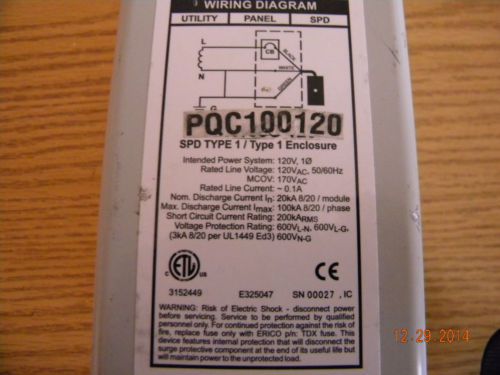 WIRING DIAGRAM
UTILITY PANEL SPD
L
CB
BLACK
N
WHITE
GREEN
G
PQC100120
SPD TYPE 1 / Type 1 Enclosure
Intended Power System: 120V, 1Ø
Rated Line Voltage: 120VAC, 50/60Hz
MCOV: 170VAC
Rated Line Current: ~ 0.1A
Nom. Discharge Current In: 20kA 8/20 / module
Max. Discharge Current Imax: 100kA 8/20 / phase
Short Circuit Current Rating: 200kARMS
Voltage Protection Rating: 600VL-N, 600VL-G,
(3kA 8/20 per UL1449 Ed3) 600VN-G
C ETL US CE
3152449 E325047 SN 00027 , IC
WARNING: Risk of Electric Shock - disconnect power
before servicing. Service to be conducted by qualified
personnel only. For continued protection against the risk of
fire, replace fuse only with ERICO p/n: TDX fuse. This
device features internal protection that will disconnect the
surge protective component at the end of its useful life but
will maintain power to the unprotected load.
12.29.2014